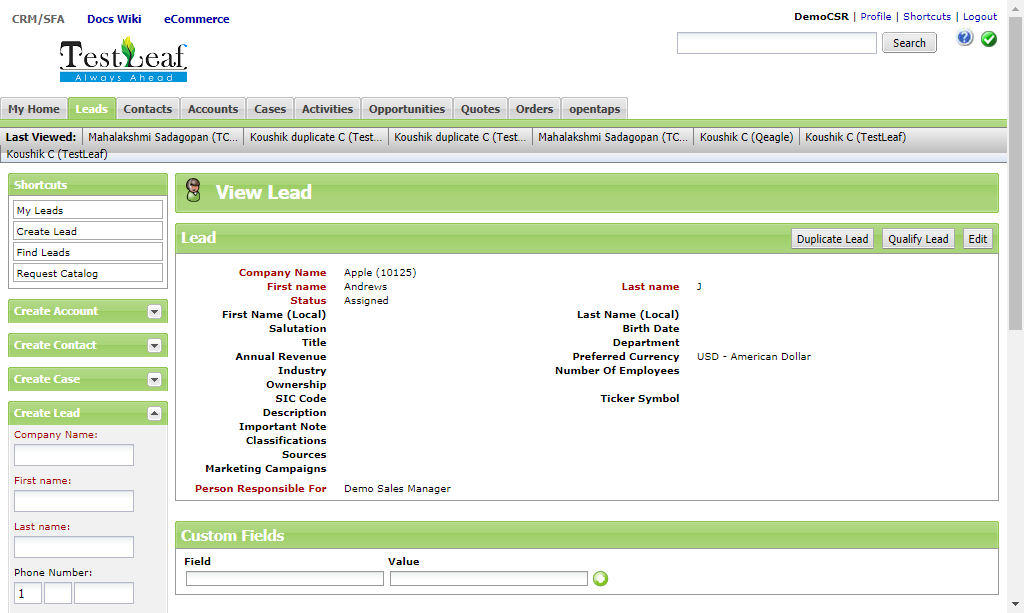 CRM/SFA Docs Wiki eCommerce
DemoCSR | Profile | Shortcuts | Logout
TestLeaf
Always Ahead
Search
My Home Leads Contacts Accounts Cases Activities Opportunities Quotes Orders opentaps
Last Viewed: Mahalakshmi Sadagopan (TC... Koushik duplicate C (Test... Koushik duplicate C (Test... Mahalakshmi Sadagopan (TC... Koushik C (Qeagle) Koushik C (TestLeaf)
Koushik C (TestLeaf)
Shortcuts
My Leads
Create Lead
Find Leads
Request Catalog
Create Account
Create Contact
Create Case
Create Lead
Company Name:
First name:
Last name:
Phone Number:
1
View Lead
Lead Duplicate Lead Qualify Lead Edit
Company Name Apple (10125)
First name Andrews Last name J
Status Assigned
First Name (Local) Last Name (Local)
Salutation Birth Date
Title Department
Annual Revenue Preferred Currency USD - American Dollar
Industry Number Of Employees
Ownership
SIC Code Ticker Symbol
Description
Important Note
Classifications
Sources
Marketing Campaigns
Person Responsible For Demo Sales Manager
Custom Fields
Field Value